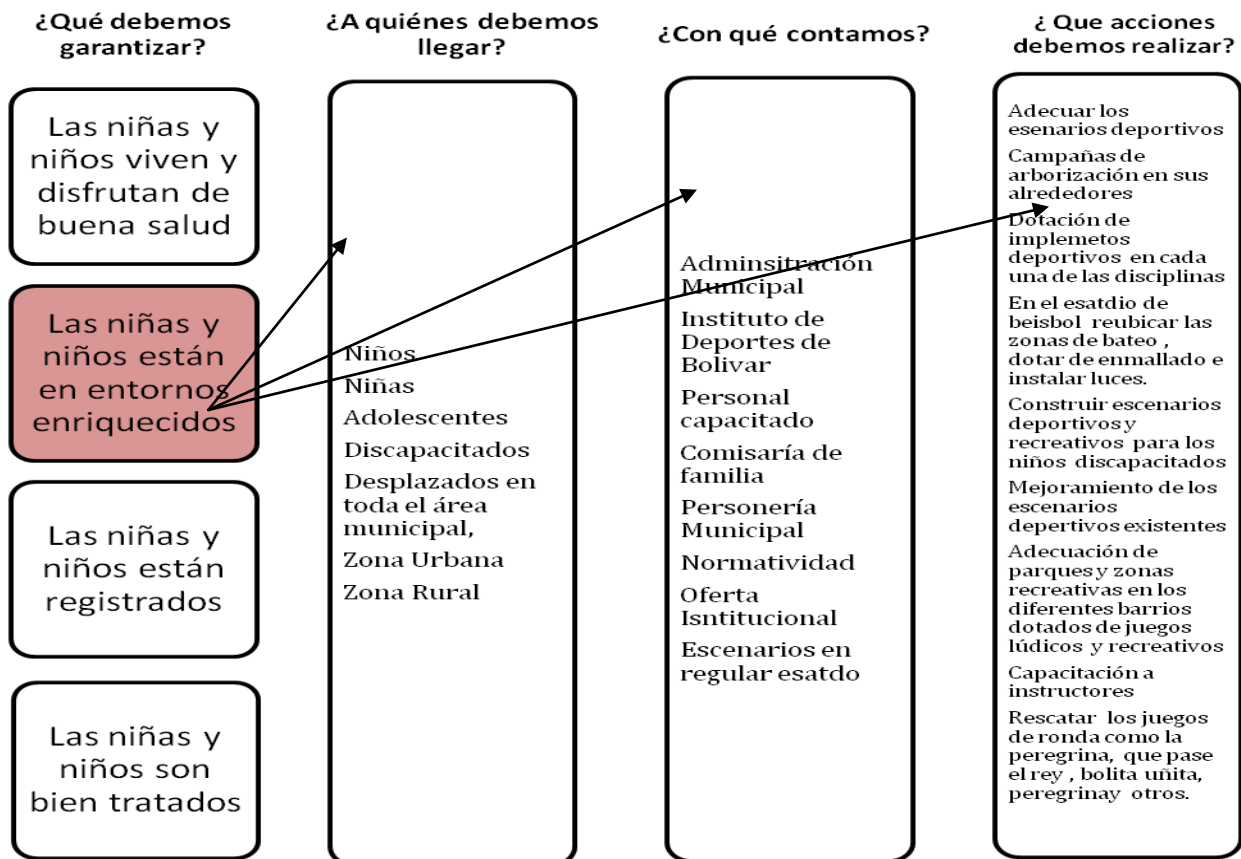 ¿Qué debemos
garantizar?
Las niñas y
niños viven y
disfrutan de
buena salud
Las niñas y
niños están
en entornos
enriquecidos
Las niñas y
niños están
registrados
Las niñas y
niños son
bien tratados
¿A quiénes debemos
llegar?
Niños
Niñas
Adolescentes
Discapacitados
Desplazados en
toda el área
municipal,
Zona Urbana
Zona Rural
¿Con qué contamos?
Adminsitración
Municipal
Instituto de
Deportes de
Bolivar
Personal
capacitado
Comisaría de
familia
Personería
Municipal
Normatividad
Oferta
Isntitucional
Escenarios en
regular esatdo
¿ Que acciones
debemos realizar?
Adecuar los
esenarios deportivos
Campañas de
arborización en sus
alrededores
Dotación de
implemetos
deportivos en cada
una de las disciplinas
En el esatdio de
beisbol reubicar las
zonas de bateo ,
dotar de enmallado e
instalar luces.
Construir escenarios
deportivos y
recreativos para los
niños discapacitados
Mejoramiento de los
escenarios
depertivos existentes
Adecuación de
parques y zonas
recreativas en los
diferentes barrios
dotados de juegos
lúdicos y recreativos
Capacitación a
instructores
Rescatar los juegos
de ronda como la
peregrina, que pase
el rey , bolita uñita,
peregrinay otros.